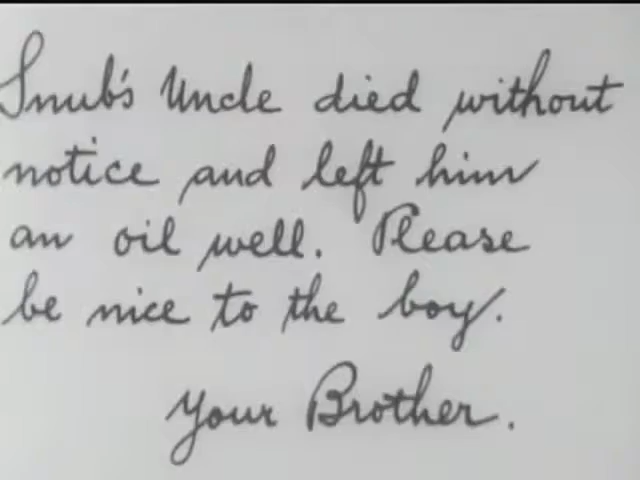 Snub's Uncle died without
notice and left him
an oil well. Please
be nice to the boy.
Your Brother.